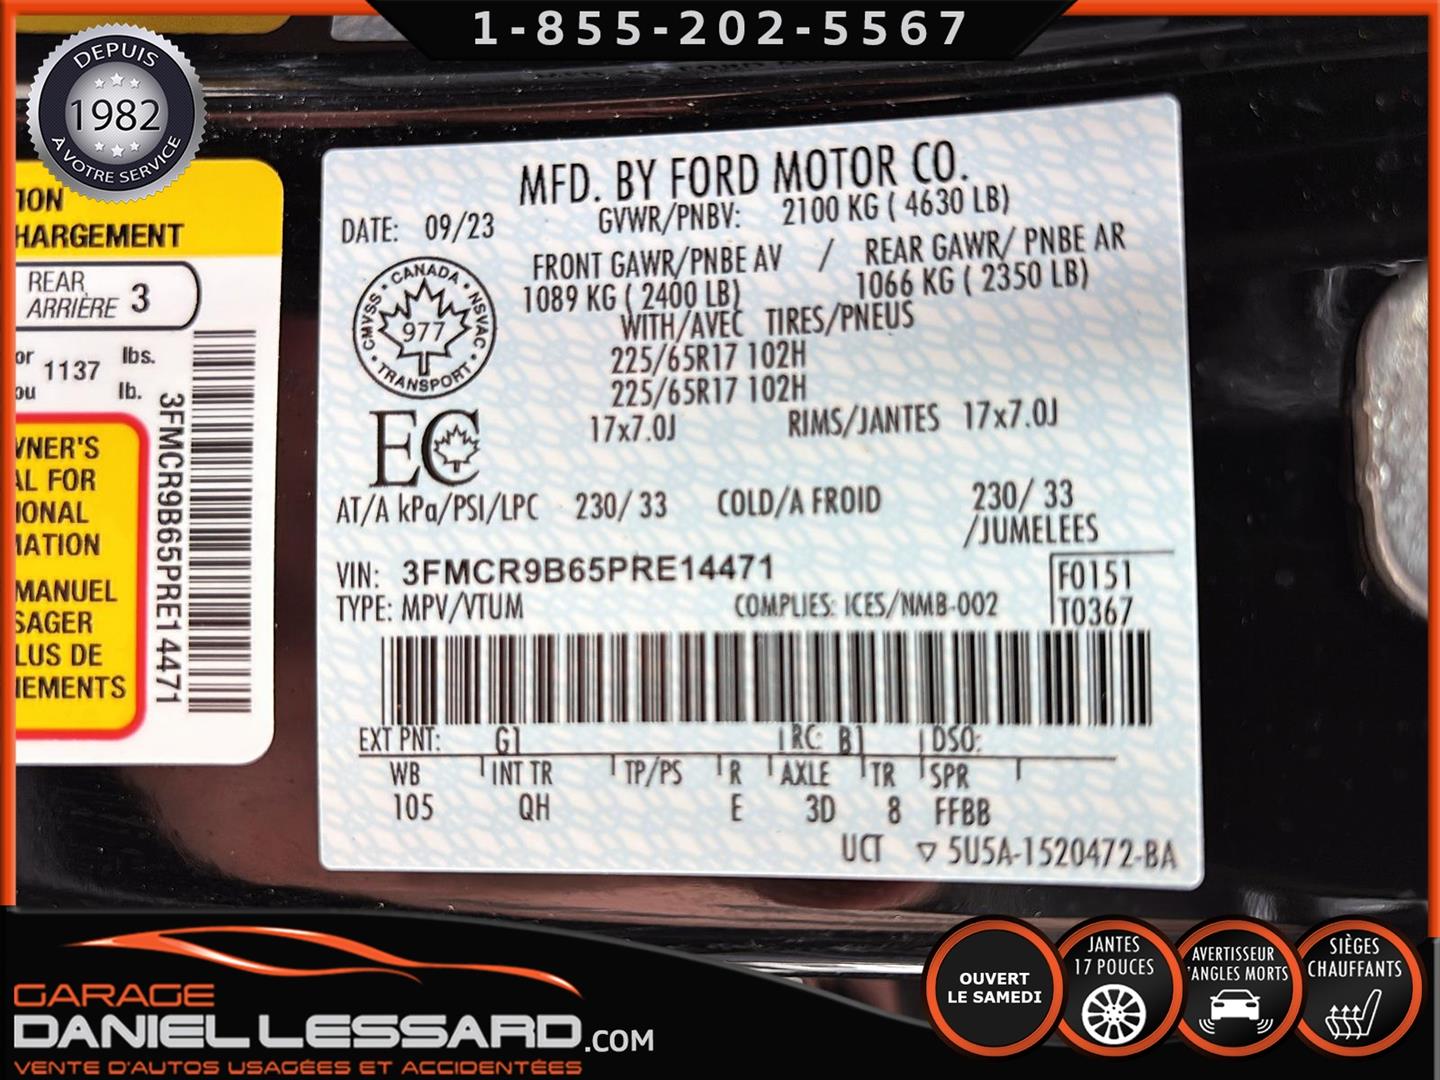 1-855-202-5567
DEPUIS
1982
À VOTRE SERVICE
HARGEMENT
REAR
ARRIÈRE 3
or
ou
1137
lbs.
lb.
3FMCR9B65PRE14471
WNER'S
AL FOR
IONAL
MATION
MANUEL
SAGER
LUS DE
NEMENTS
MFD. BY FORD MOTOR CO.
DATE: 09/23 GVWR/PNBV: 2100 KG ( 4630 LB)
FRONT GAWR/PNBE AV / REAR GAWR/ PNBE AR
1089 KG ( 2400 LB) 1066 KG ( 2350 LB)
WITH/AVEC TIRES/PNEUS
225/65R17 102H
225/65R17 102H
17x7.0J RIMS/JANTES 17x7.0J
CANADA
CMVSS 977 NSVAC
TRANSPORT
EC
AT/A kPa/PSI/LPC 230/ 33 COLD/A FROID 230/ 33
/JUMELEES
VIN: 3FMCR9B65PRE14471 F0151
TYPE: MPV/VTUM COMPLIES: ICES/NMB-002 T0367
EXT PNT: G1 RC: B1 DSO:
WB INT TR TP/PS R AXLE TR SPR
105 QH E 3D 8 FFBB
UCT ▽ 5U5A-1520472-BA
GARAGE
DANIEL LESSARD.COM
VENTE D'AUTOS USAGÉES ET ACCIDENTÉES
OUVERT
LE SAMEDI
JANTES
17 POUCES
AVERTISSEUR
'ANGLES MORTS
SIÈGES
CHAUFFANTS